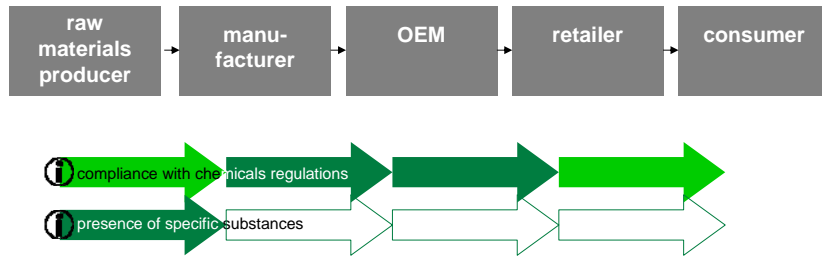 raw
materials
producer
manu-
facturer
OEM
retailer
consumer
i compliance with chemicals regulations
i presence of specific substances